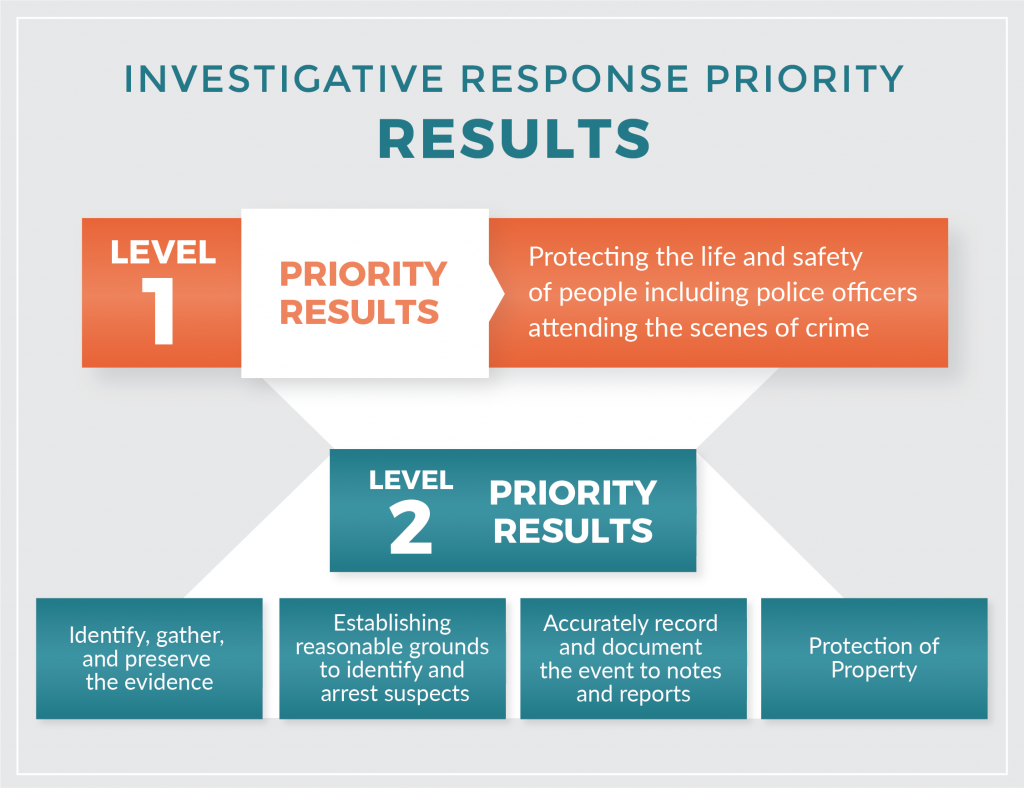 INVESTIGATIVE RESPONSE PRIORITY
RESULTS
LEVEL
1
PRIORITY
RESULTS
Protecting the life and safety
of people including police officers
attending the scenes of crime
LEVEL
2
PRIORITY
RESULTS
Identify, gather,
and preserve
the evidence
Establishing
reasonable grounds
to identify and
arrest suspects
Accurately record
and document
the event to notes
and reports
Protection of
Property